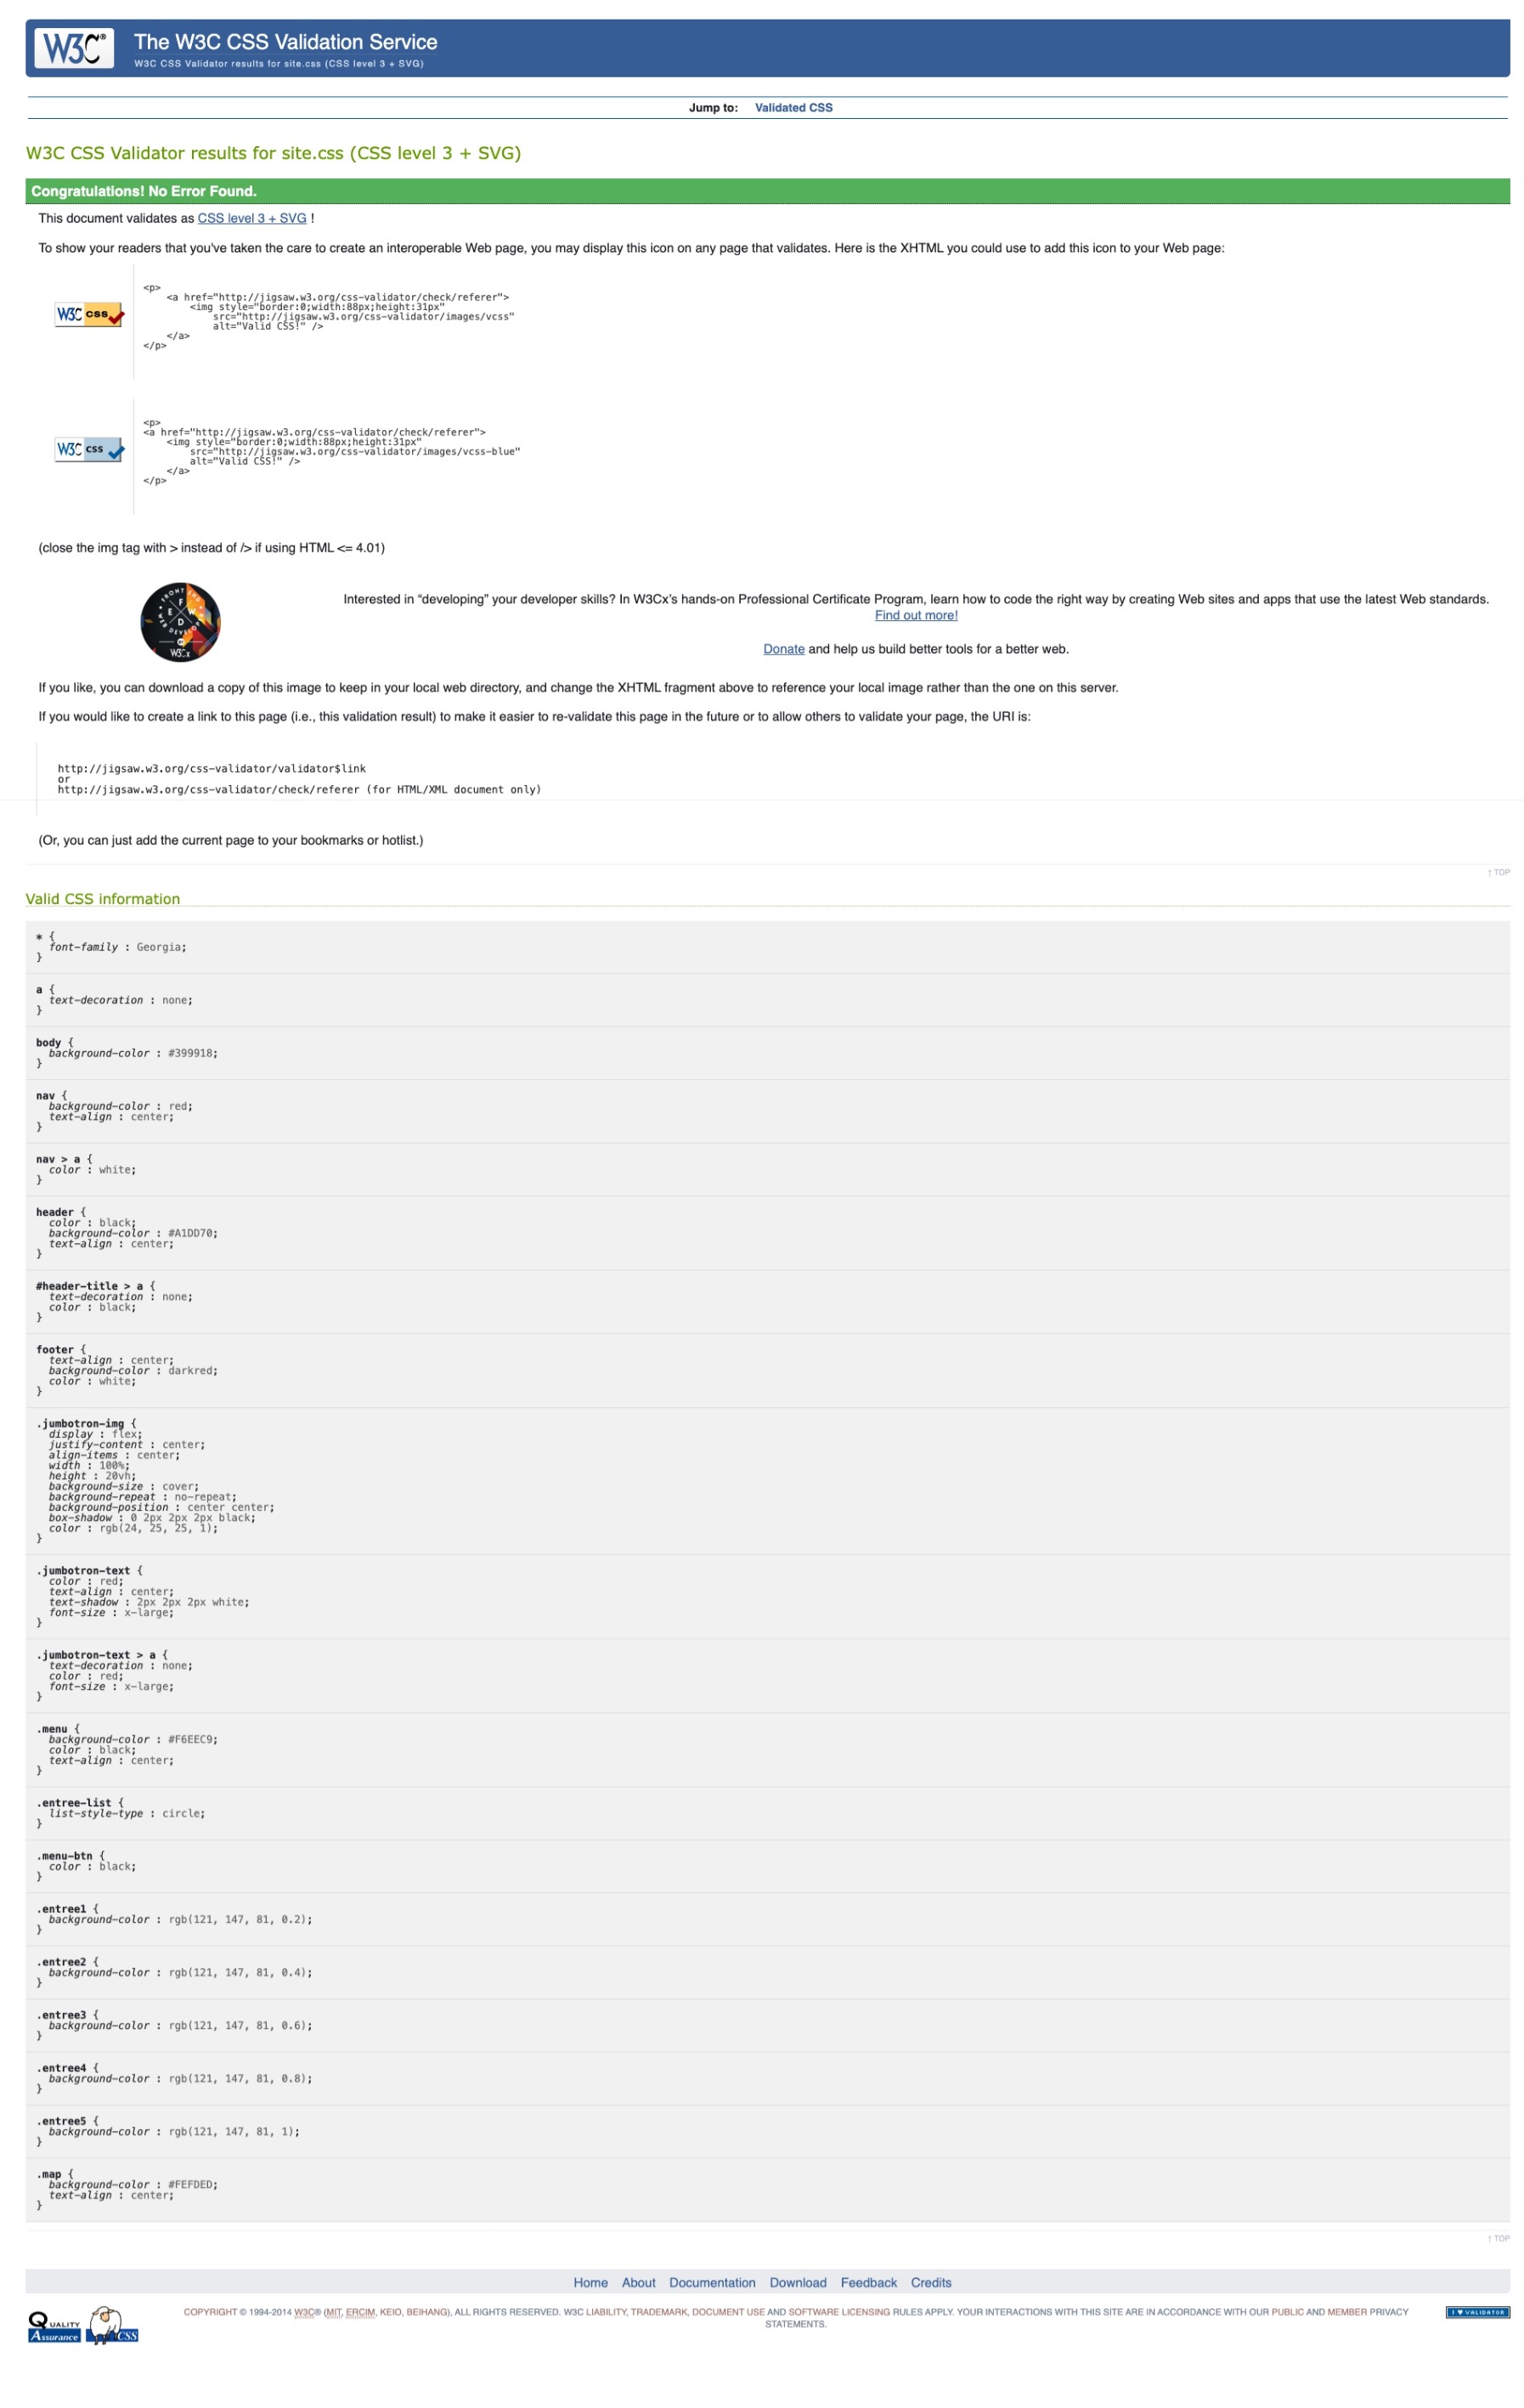 W3C®
The W3C CSS Validation Service
W3C CSS Validator results for site.css (CSS level 3 + SVG)
Jump to: Validated CSS
W3C CSS Validator results for site.css (CSS level 3 + SVG)
Congratulations! No Error Found.
This document validates as CSS level 3 + SVG !
To show your readers that you've taken the care to create an interoperable Web page, you may display this icon on any page that validates. Here is the XHTML you could use to add this icon to your Web page:
W3C css
<p>
<a href="http://jigsaw.w3.org/css-validator/check/referer">
<img style="border:0;width:88px;height:31px"
src="http://jigsaw.w3.org/css-validator/images/vcss"
alt="Valid CSS!" />
</a>
</p>
W3C css
<p>
<a href="http://jigsaw.w3.org/css-validator/check/referer">
<img style="border:0;width:88px;height:31px"
src="http://jigsaw.w3.org/css-validator/images/vcss-blue"
alt="Valid CSS!" />
</a>
</p>
(close the img tag with > instead of /> if using HTML <= 4.01)
FRONT END
F E W D
WEB DEVELOPER
W3Cx
Interested in “developing” your developer skills? In W3Cx’s hands-on Professional Certificate Program, learn how to code the right way by creating Web sites and apps that use the latest Web standards.
Find out more!
Donate and help us build better tools for a better web.
If you like, you can download a copy of this image to keep in your local web directory, and change the XHTML fragment above to reference your local image rather than the one on this server.
If you would like to create a link to this page (i.e., this validation result) to make it easier to re-validate this page in the future or to allow others to validate your page, the URI is:
http://jigsaw.w3.org/css-validator/validator$link
or
http://jigsaw.w3.org/css-validator/check/referer (for HTML/XML document only)
(Or, you can just add the current page to your bookmarks or hotlist.)
↑ TOP
Valid CSS information
* {
font-family : Georgia;
}
a {
text-decoration : none;
}
body {
background-color : #399918;
}
nav {
background-color : red;
text-align : center;
}
nav > a {
color : white;
}
header {
color : black;
background-color : #A1DD70;
text-align : center;
}
#header-title > a {
text-decoration : none;
color : black;
}
footer {
text-align : center;
background-color : darkred;
color : white;
}
.jumbotron-img {
display : flex;
justify-content : center;
align-items : center;
width : 100%;
height : 20vh;
background-size : cover;
background-repeat : no-repeat;
background-position : center center;
box-shadow : 0 2px 2px 2px black;
color : rgb(24, 25, 25, 1);
}
.jumbotron-text {
color : red;
text-align : center;
text-shadow : 2px 2px 2px white;
font-size : x-large;
}
.jumbotron-text > a {
text-decoration : none;
color : red;
font-size : x-large;
}
.menu {
background-color : #F6EEC9;
color : black;
text-align : center;
}
.entree-list {
list-style-type : circle;
}
.menu-btn {
color : black;
}
.entree1 {
background-color : rgb(121, 147, 81, 0.2);
}
.entree2 {
background-color : rgb(121, 147, 81, 0.4);
}
.entree3 {
background-color : rgb(121, 147, 81, 0.6);
}
.entree4 {
background-color : rgb(121, 147, 81, 0.8);
}
.entree5 {
background-color : rgb(121, 147, 81, 1);
}
.map {
background-color : #FEFDED;
text-align : center;
}
↑ TOP
Home About Documentation Download Feedback Credits
QUALITY
Assurance CSS
COPYRIGHT © 1994-2014 W3C® (MIT, ERCIM, KEIO, BEIHANG), ALL RIGHTS RESERVED. W3C LIABILITY, TRADEMARK, DOCUMENT USE AND SOFTWARE LICENSING RULES APPLY. YOUR INTERACTIONS WITH THIS SITE ARE IN ACCORDANCE WITH OUR PUBLIC AND MEMBER PRIVACY
STATEMENTS.
I ♥ VALIDATOR